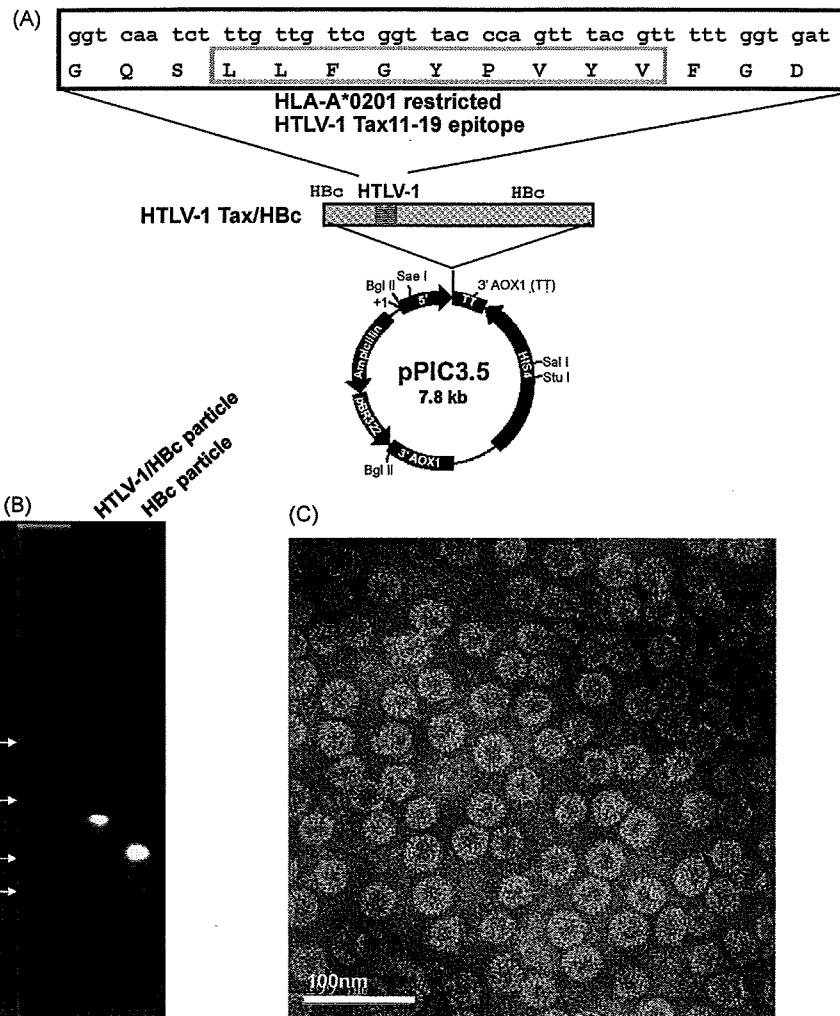 (A)
ggt caa tct ttg ttg ttc ggt tac cca gtt tac gtt ttt ggt gat
G Q S L L F G Y P V Y V F G D
HLA-A*0201 restricted
HTLV-1 Tax11-19 epitope
HBc HTLV-1 HBc
HTLV-1 Tax/HBc
Sae I
Bgl II
+1
5'
TT
3' AOX1 (TT)
Ampicillin
HIS4
Sal I
Stu I
pPIC3.5
7.8 kb
pBR322
Bgl II
3'AOX1
(B)
HTLV-1/HBc particle
HBc particle
(C)
100nm